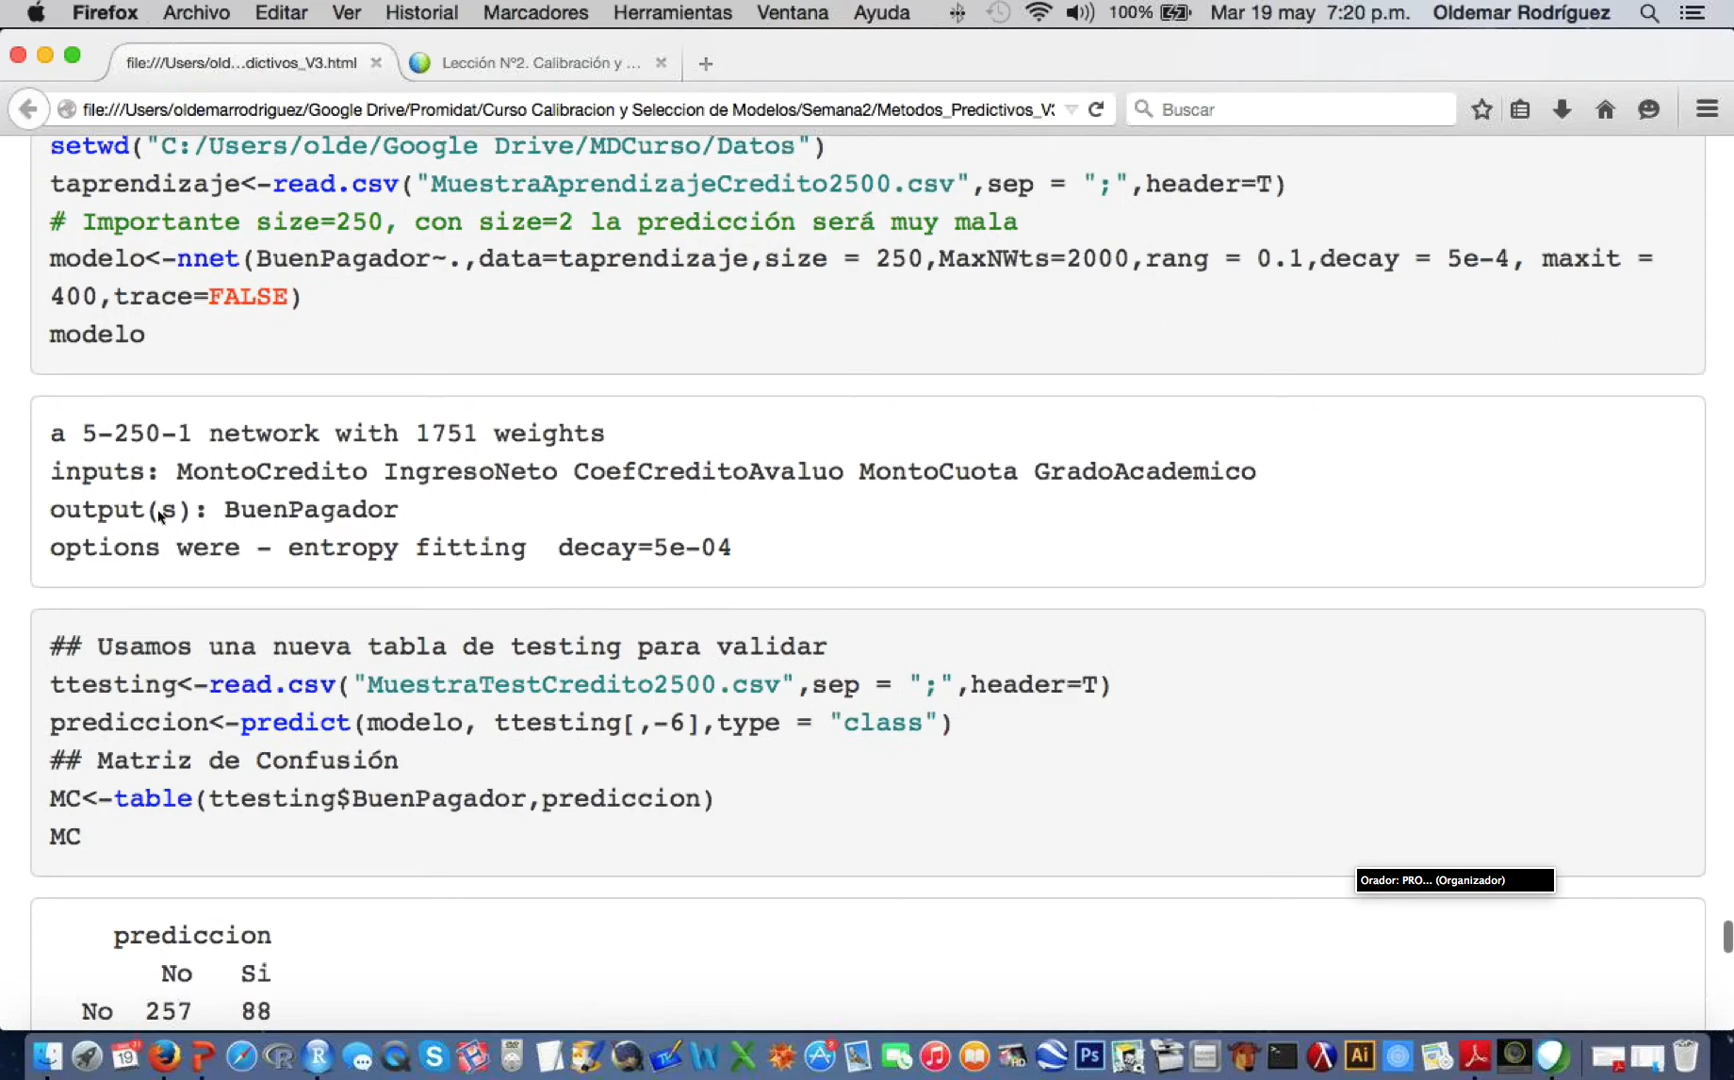 Firefox Archivo Editar Ver Historial Marcadores Herramientas Ventana Ayuda 100% Mar 19 may 7:20 p.m. Oldemar Rodríguez
file:///Users/old...dictivos_V3.html Lección Nº2. Calibración y ...
file:///Users/oldemarrodriguez/Google Drive/Promidat/Curso Calibracion y Seleccion de Modelos/Semana2/Metodos_Predictivos_V3 Buscar
setwd("C:/Users/olde/Google Drive/MDCurso/Datos")
taprendizaje<-read.csv("MuestraAprendizajeCredito2500.csv",sep = ";",header=T)
# Importante size=250, con size=2 la predicción será muy mala
modelo<-nnet(BuenPagador~.,data=taprendizaje,size = 250,MaxNWts=2000,rang = 0.1,decay = 5e-4, maxit =
400,trace=FALSE)
modelo
a 5-250-1 network with 1751 weights
inputs: MontoCredito IngresoNeto CoefCreditoAvaluo MontoCuota GradoAcademico
output(s): BuenPagador
options were - entropy fitting decay=5e-04
## Usamos una nueva tabla de testing para validar
ttesting<-read.csv("MuestraTestCredito2500.csv",sep = ";",header=T)
prediccion<-predict(modelo, ttesting[,-6],type = "class")
## Matriz de Confusión
MC<-table(ttesting$BuenPagador,prediccion)
MC
Orador: PRO... (Organizador)
prediccion
No Si
No 257 88
19 Ps Ai